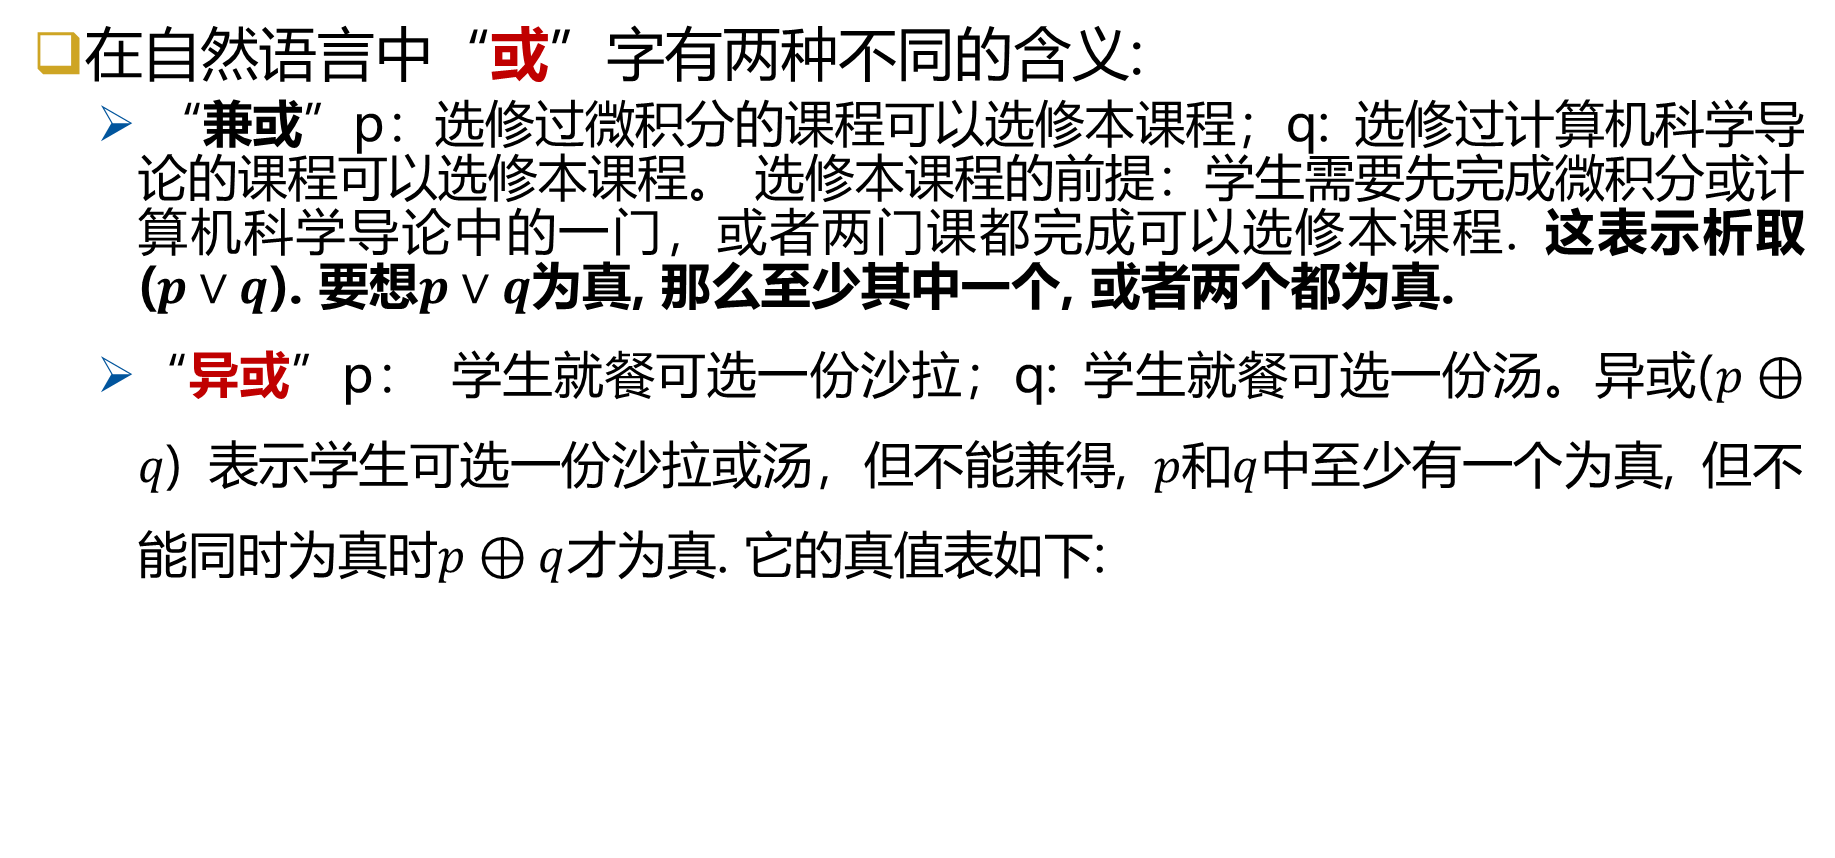 在自然语言中“或”字有两种不同的含义:
“兼或”p：选修过微积分的课程可以选修本课程；q: 选修过计算机科学导
论的课程可以选修本课程。 选修本课程的前提：学生需要先完成微积分或计
算机科学导论中的一门，或者两门课都完成可以选修本课程. 这表示析取
(p ∨ q). 要想p ∨ q为真, 那么至少其中一个, 或者两个都为真.
“异或”p： 学生就餐可选一份沙拉；q: 学生就餐可选一份汤。异或(p ⊕
q）表示学生可选一份沙拉或汤，但不能兼得, p和q中至少有一个为真, 但不
能同时为真时p ⊕ q才为真. 它的真值表如下: